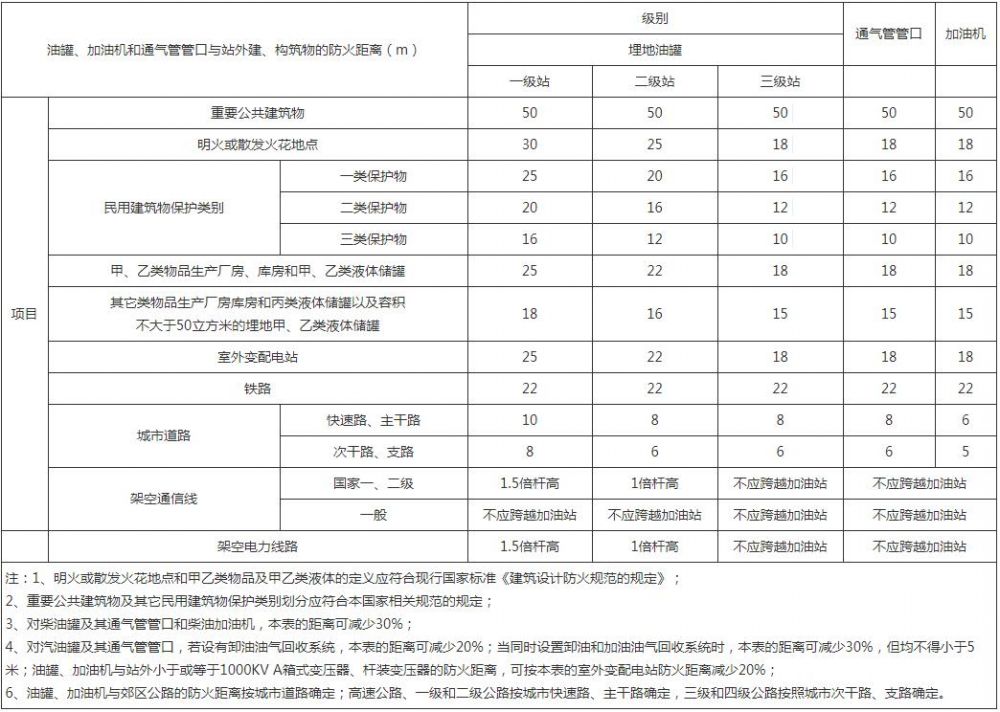 油罐、加油机和通气管管口与站外建、构筑物的防火距离（m） 级别 通气管管口 加油机
埋地油罐
一级站 二级站 三级站
项目
重要公共建筑物 50 50 50 50 50
明火或散发火花地点 30 25 18 18 18
民用建筑物保护类别
一类保护物 25 20 16 16 16
二类保护物 20 16 12 12 12
三类保护物 16 12 10 10 10
甲、乙类物品生产厂房、库房和甲、乙类液体储罐 25 22 18 18 18
其它类物品生产厂房库房和丙类液体储罐以及容积
不大于50立方米的埋地甲、乙类液体储罐 18 16 15 15 15
室外变配电站 25 22 18 18 18
铁路 22 22 22 22 22
城市道路
快速路、主干路 10 8 8 8 6
次干路、支路 8 6 6 6 5
架空通信线
国家一、二级 1.5倍杆高 1倍杆高 不应跨越加油站 不应跨越加油站
一般 不应跨越加油站 不应跨越加油站 不应跨越加油站 不应跨越加油站
架空电力线路 1.5倍杆高 1倍杆高 不应跨越加油站 不应跨越加油站
注：1、明火或散发火花地点和甲乙类物品及甲乙类液体的定义应符合现行国家标准《建筑设计防火规范的规定》；
2、重要公共建筑物及其它民用建筑物保护类别划分应符合本国家相关规范的规定；
3、对柴油罐及其通气管管口和柴油加油机，本表的距离可减少30%；
4、对汽油罐及其通气管管口，若设有卸油油气回收系统，本表的距离可减少20%；当同时设置卸油和加油油气回收系统时，本表的距离可减少30%，但均不得小于5
米；油罐、加油机与站外小于或等于1000KV A箱式变压器、杆装变压器的防火距离，可按本表的室外变配电站防火距离减少20%；
6、油罐、加油机与郊区公路的防火距离按城市道路确定；高速公路、一级和二级公路按城市快速路、主干路确定，三级和四级公路按照城市次干路、支路确定。